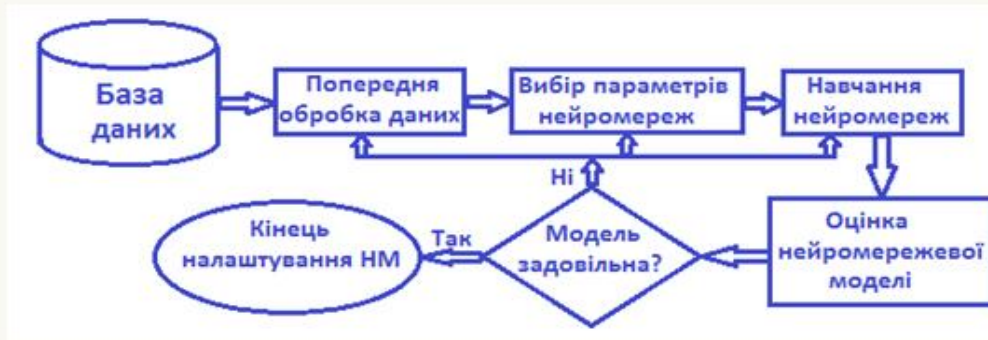 База
даних
Попередня
обробка даних
Вибір параметрів
нейромереж
Навчання
нейромереж
Ні
Оцінка
нейромережевої
моделі
Модель
задовільна?
Так
Кінець
налаштування НМ